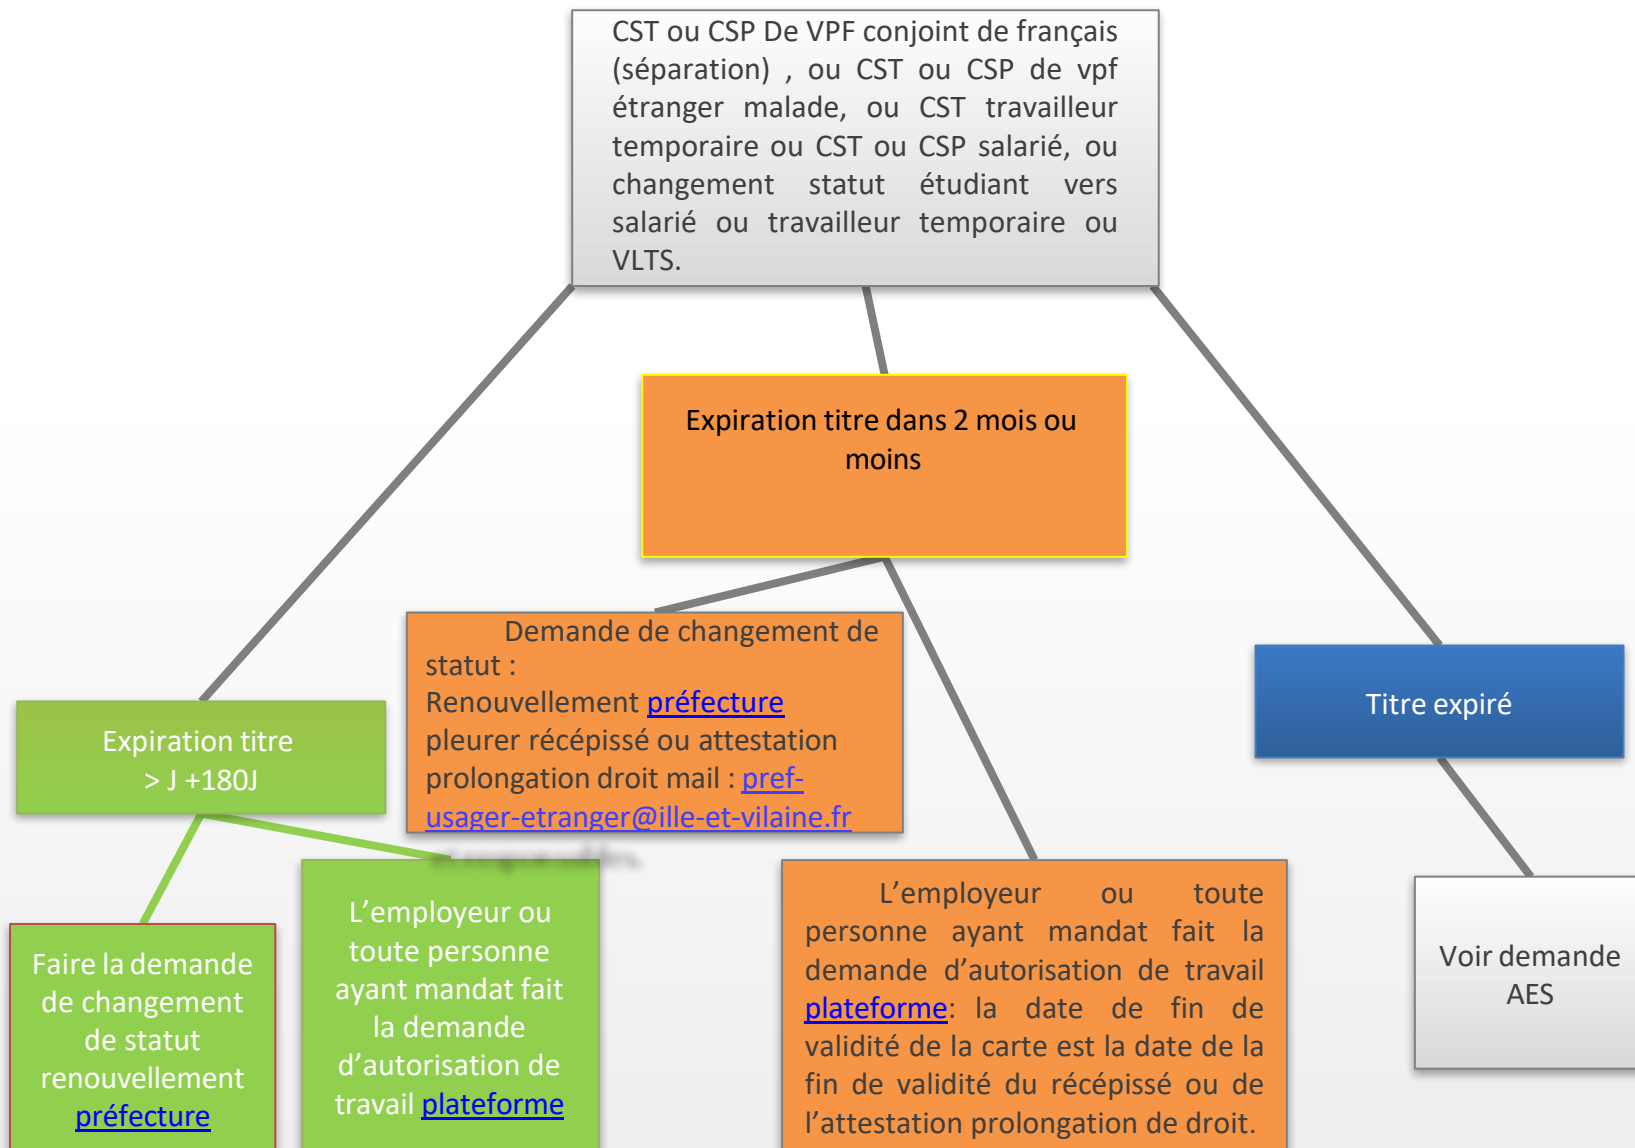 CST ou CSP De VPF conjoint de français
(séparation) , ou CST ou CSP de vpf
étranger malade, ou CST travailleur
temporaire ou CST ou CSP salarié, ou
changement statut étudiant vers
salarié ou travailleur temporaire ou
VLTS.
Expiration titre dans 2 mois ou
moins
Demande de changement de
statut :
Renouvellement préfecture
pleurer récépissé ou attestation
prolongation droit mail : pref-
usager-etranger@ille-et-vilaine.fr
Titre expiré
Expiration titre
> J +180J
L’employeur ou
toute personne
ayant mandat fait
la demande
d’autorisation de
travail plateforme
Faire la demande
de changement
de statut
renouvellement
préfecture
L’employeur ou toute
personne ayant mandat fait la
demande d’autorisation de travail
plateforme: la date de fin de
validité de la carte est la date de la
fin de validité du récépissé ou de
l’attestation prolongation de droit.
Voir demande
AES